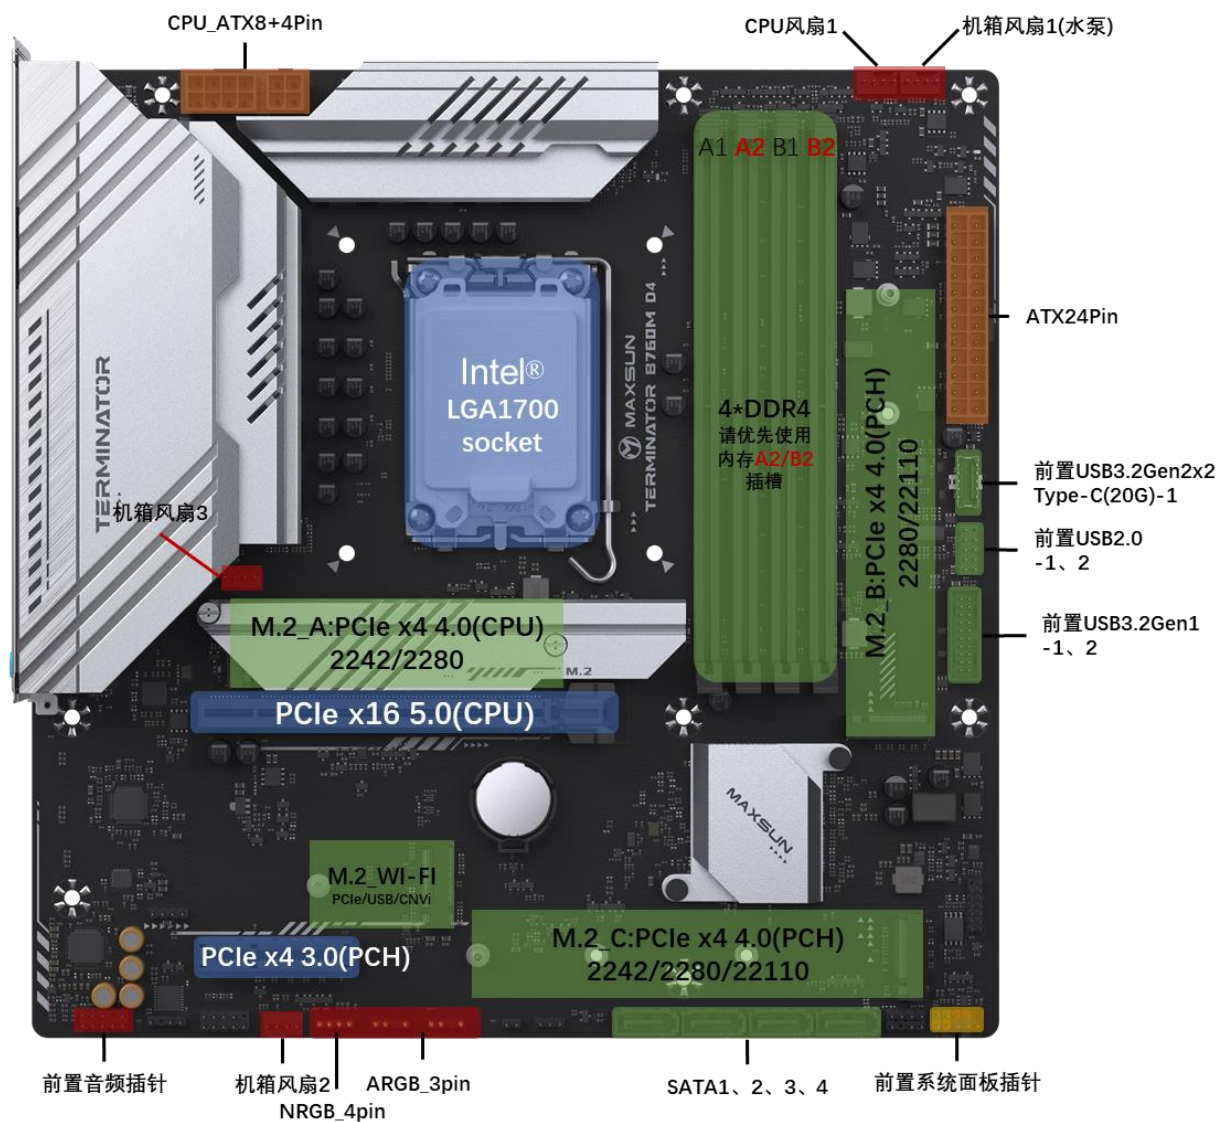 CPU_ATX8+4Pin
CPU风扇1
机箱风扇1(水泵)
A1 A2 B1 B2
ATX24Pin
Intel®
LGA1700
socket
MAXSUN
TERMINATOR B760M D4
TERMINATOR
4*DDR4
请优先使用
内存A2/B2
插槽
M.2_B:PCIe x4 4.0(PCH)
2280/22110
前置USB3.2Gen2x2
Type-C(20G)-1
机箱风扇3
前置USB2.0
-1、2
前置USB3.2Gen1
-1、2
M.2_A:PCIe x4 4.0(CPU)
2242/2280
M.2
PCIe x16 5.0(CPU)
MAXSUN
M.2_WI-FI
PCIe/USB/CNVi
PCIe x4 3.0(PCH)
M.2_C:PCIe x4 4.0(PCH)
2242/2280/22110
前置音频插针
机箱风扇2
NRGB_4pin
ARGB_3pin
SATA1、2、3、4
前置系统面板插针